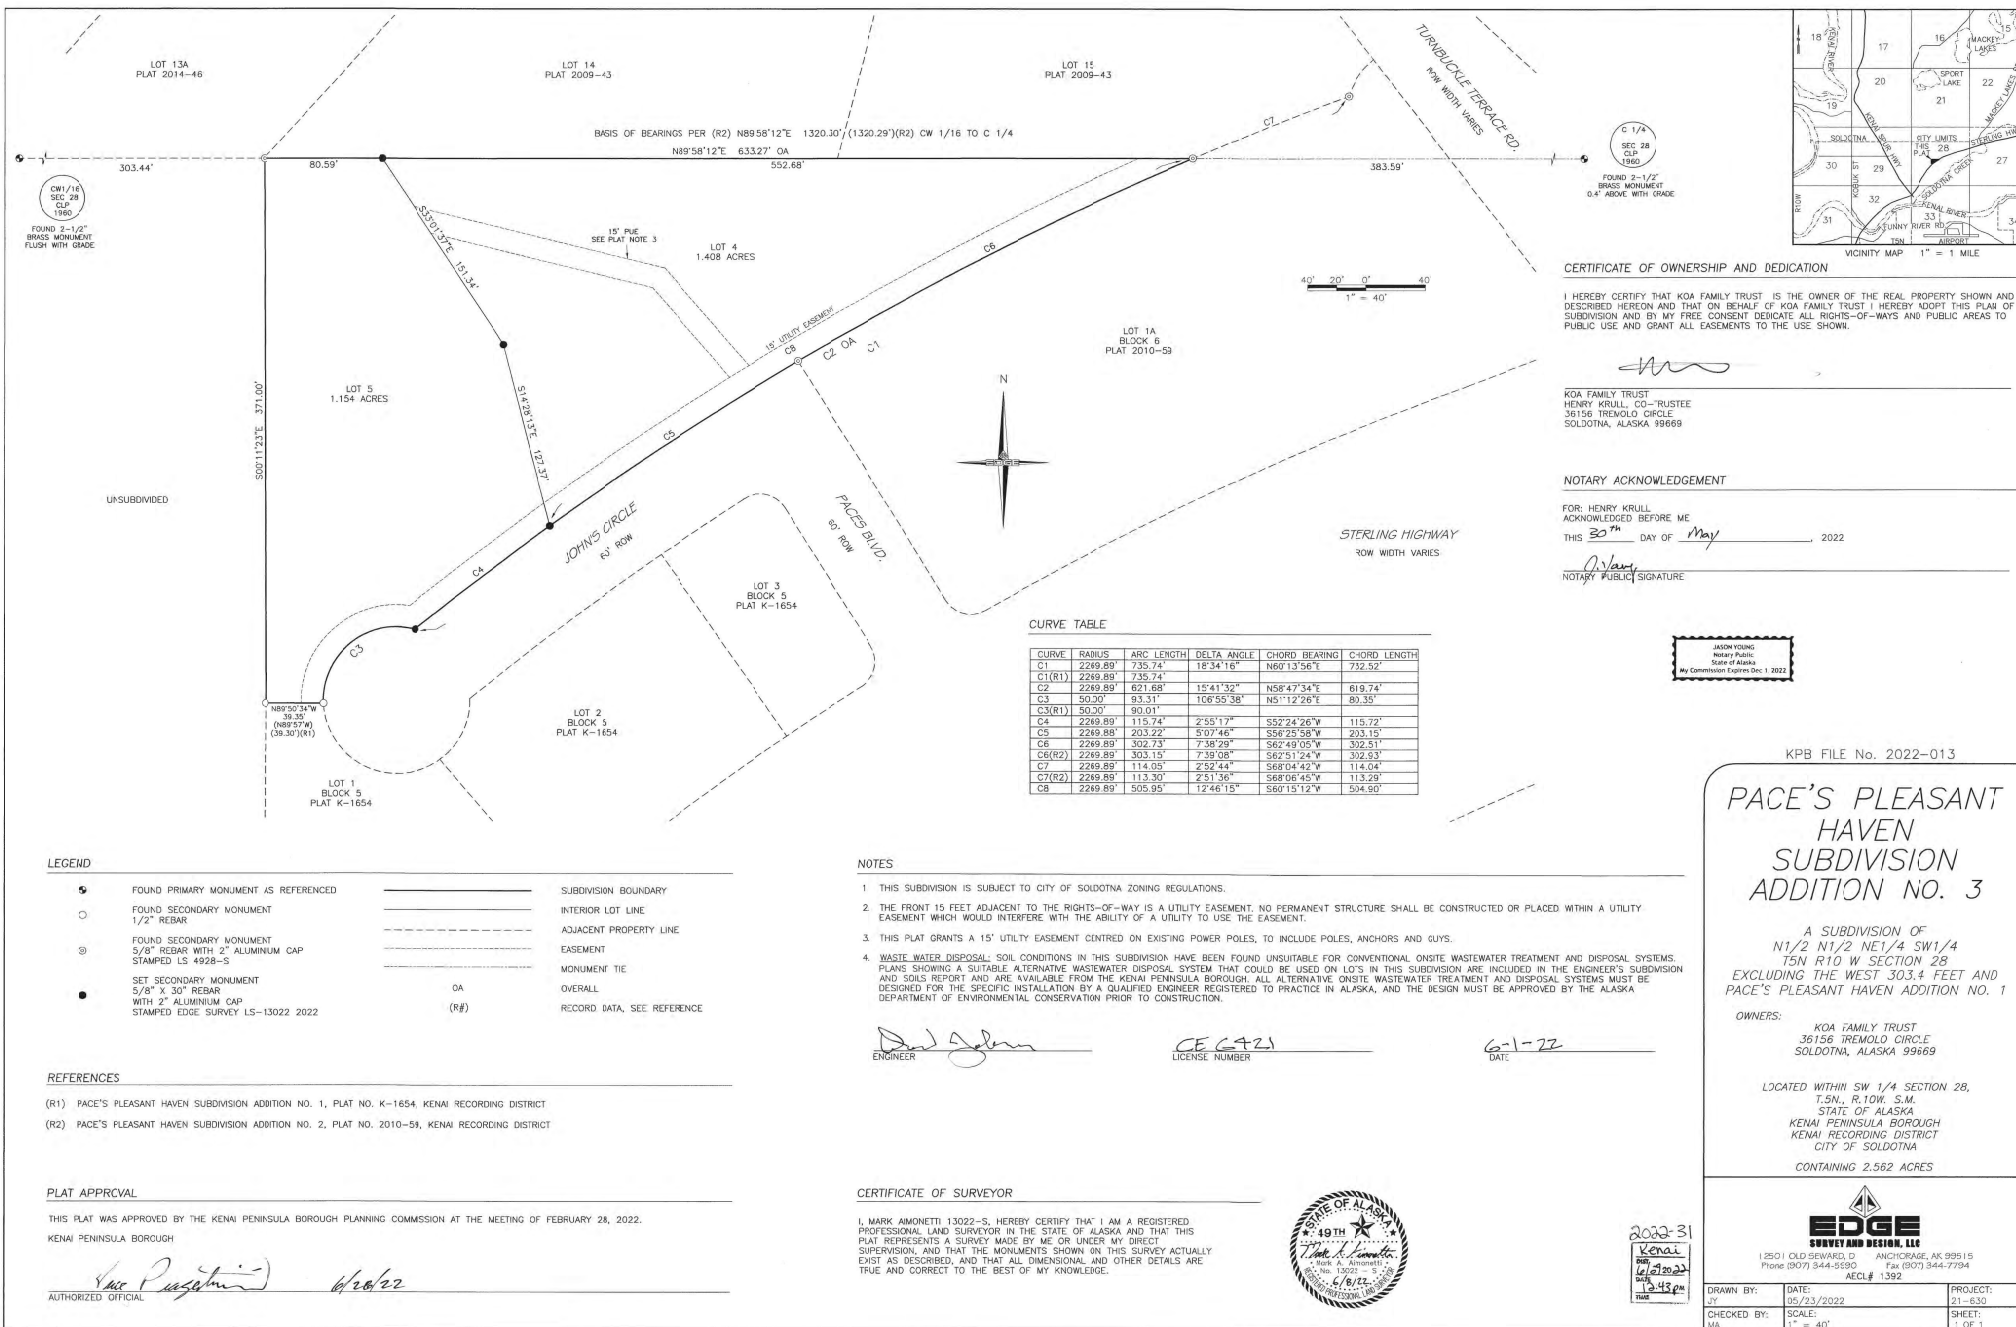 LOT 13A
PLAT 2014-46
LOT 14
PLAT 2009-43
LOT 15
PLAT 2009-43
TURNBUCKLE TERRACE RD.
ROW WIDTH VARIES
BASIS OF BEARINGS PER (R2) N89°58'12"E 1320.30' (1320.29')(R2) CW 1/16 TO C 1/4
N89°58'12"E 633.27' OA
303.44'
80.59'
552.68'
383.59'
C7
CW1/16
SEC 28
CLP
1960
FOUND 2-1/2"
BRASS MONUMENT
FLUSH WITH GRADE
C 1/4
SEC 28
CLP
1960
FOUND 2-1/2"
BRASS MONUMENT
0.4' ABOVE WITH GRADE
S33°01'37"E 151.34'
15' PUE
SEE PLAT NOTE 3
LOT 4
1.408 ACRES
C6
40' 20' 0' 40
1" = 40'
15' UTILITY EASEMENT
C8
C2 OA
C1
LOT 1A
BLOCK 6
PLAT 2010-59
S00°11'23"E 371.00'
LOT 5
1.154 ACRES
S14°28'13"E 127.37'
C5
N
UNSUBDIVIDED
JOHN'S CIRCLE
60' ROW
PACES BLVD.
60' ROW
STERLING HIGHWAY
ROW WIDTH VARIES
C4
C3
LOT 3
BLOCK 5
PLAT K-1654
N89°50'34"W
39.35'
(N89°57'W)
(39.30')(R1)
LOT 2
BLOCK 5
PLAT K-1654
LOT 1
BLOCK 5
PLAT K-1654
CURVE TABLE
CURVE RADIUS ARC LENGTH DELTA ANGLE CHORD BEARING CHORD LENGTH
C1 2269.89' 735.74' 18°34'16" N60°13'56"E 732.52'
C1(R1) 2269.89' 735.74'
C2 2269.89' 621.68' 15°41'32" N58°47'34"E 619.74'
C3 50.00' 93.31' 106°55'38" N51°12'26"E 80.35'
C3(R1) 50.00' 90.01'
C4 2269.89' 115.74' 2°55'17" S52°24'26"W 115.72'
C5 2269.88' 203.22' 5°07'46" S56°25'58"W 203.15'
C6 2269.89' 302.73' 7°38'29" S62°49'05"W 302.51'
C6(R2) 2269.89' 303.15' 7°39'08" S62°51'24"W 302.93'
C7 2269.89' 114.05' 2°52'44" S68°04'42"W 114.04'
C7(R2) 2269.89' 113.30' 2°51'36" S68°06'45"W 113.29'
C8 2269.89' 505.95' 12°46'15" S60°15'12"W 504.90'
18
17
16
15
KENAI RIVER
MACKEY LAKES
20
SPORT LAKE
22
19
21
MACKEY LAKES
KENAI SPUR HWY
SOLDOTNA
CITY LIMITS
THIS PLAT
28
STERLING HWY
27
30
29
KOBUK ST
SOLDOTNA CREEK
32
R10W
KENAI RIVER
31
33
34
FUNNY RIVER RD
T5N
AIRPORT
VICINITY MAP 1" = 1 MILE
CERTIFICATE OF OWNERSHIP AND DEDICATION
I HEREBY CERTIFY THAT KOA FAMILY TRUST IS THE OWNER OF THE REAL PROPERTY SHOWN AND
DESCRIBED HEREON AND THAT ON BEHALF OF KOA FAMILY TRUST I HEREBY ADOPT THIS PLAN OF
SUBDIVISION AND BY MY FREE CONSENT DEDICATE ALL RIGHTS-OF-WAYS AND PUBLIC AREAS TO
PUBLIC USE AND GRANT ALL EASEMENTS TO THE USE SHOWN.
KOA FAMILY TRUST
HENRY KRULL, CO-TRUSTEE
36156 TREMOLO CIRCLE
SOLDOTNA, ALASKA 99669
NOTARY ACKNOWLEDGEMENT
FOR: HENRY KRULL
ACKNOWLEDGED BEFORE ME
THIS 30th DAY OF May, 2022
NOTARY PUBLIC SIGNATURE
JASON YOUNG
Notary Public
State of Alaska
My Commission Expires Dec 1, 2022
KPB FILE No. 2022-013
PACE'S PLEASANT
HAVEN
SUBDIVISION
ADDITION NO. 3
A SUBDIVISION OF
N1/2 N1/2 NE1/4 SW1/4
T5N R10 W SECTION 28
EXCLUDING THE WEST 303.4 FEET AND
PACE'S PLEASANT HAVEN ADDITION NO. 1
OWNERS:
KOA FAMILY TRUST
36156 TREMOLO CIRCLE
SOLDOTNA, ALASKA 99669
LOCATED WITHIN SW 1/4 SECTION 28,
T.5N., R.10W. S.M.
STATE OF ALASKA
KENAI PENINSULA BOROUGH
KENAI RECORDING DISTRICT
CITY OF SOLDOTNA
CONTAINING 2.562 ACRES
EDGE
SURVEY AND DESIGN, LLC
12501 OLD SEWARD, D ANCHORAGE, AK 99515
Phone (907) 344-5990 Fax (907) 344-7794
AECL# 1392
DRAWN BY: JY
DATE: 05/23/2022
PROJECT: 21-630
CHECKED BY: MA
SCALE: 1" = 40'
SHEET: 1 OF 1
LEGEND
FOUND PRIMARY MONUMENT AS REFERENCED
FOUND SECONDARY MONUMENT
1/2" REBAR
FOUND SECONDARY MONUMENT
5/8" REBAR WITH 2" ALUMINUM CAP
STAMPED LS 4928-S
SET SECONDARY MONUMENT
5/8" X 30" REBAR
WITH 2" ALUMINIUM CAP
STAMPED EDGE SURVEY LS-13022 2022
SUBDIVISION BOUNDARY
INTERIOR LOT LINE
ADJACENT PROPERTY LINE
EASEMENT
MONUMENT TIE
OA OVERALL
(R#) RECORD DATA, SEE REFERENCE
REFERENCES
(R1) PACE'S PLEASANT HAVEN SUBDIVISION ADDITION NO. 1, PLAT NO. K-1654, KENAI RECORDING DISTRICT
(R2) PACE'S PLEASANT HAVEN SUBDIVISION ADDITION NO. 2, PLAT NO. 2010-59, KENAI RECORDING DISTRICT
PLAT APPROVAL
THIS PLAT WAS APPROVED BY THE KENAI PENINSULA BOROUGH PLANNING COMMSSION AT THE MEETING OF FEBRUARY 28, 2022.
KENAI PENINSULA BOROUGH
6/28/22
AUTHORIZED OFFICIAL
NOTES
1 THIS SUBDIVISION IS SUBJECT TO CITY OF SOLDOTNA ZONING REGULATIONS.
2. THE FRONT 15 FEET ADJACENT TO THE RIGHTS-OF-WAY IS A UTILITY EASEMENT. NO PERMANENT STRUCTURE SHALL BE CONSTRUCTED OR PLACED WITHIN A UTILITY
EASEMENT WHICH WOULD INTERFERE WITH THE ABILITY OF A UTILITY TO USE THE EASEMENT.
3. THIS PLAT GRANTS A 15' UTILTY EASEMENT CENTRED ON EXISTING POWER POLES, TO INCLUDE POLES, ANCHORS AND GUYS.
4. WASTE WATER DISPOSAL: SOIL CONDITIONS IN THIS SUBDIVISION HAVE BEEN FOUND UNSUITABLE FOR CONVENTIONAL ONSITE WASTEWATER TREATMENT AND DISPOSAL SYSTEMS.
PLANS SHOWING A SUITABLE ALTERNATIVE WASTEWATER DISPOSAL SYSTEM THAT COULD BE USED ON LOTS IN THIS SUBDIVISION ARE INCLUDED IN THE ENGINEER'S SUBDIVISION
AND SOILS REPORT AND ARE AVAILABLE FROM THE KENAI PENINSULA BOROUGH. ALL ALTERNATIVE ONSITE WASTEWATER TREATMENT AND DISPOSAL SYSTEMS MUST BE
DESIGNED FOR THE SPECIFIC INSTALLATION BY A QUALIFIED ENGINEER REGISTERED TO PRACTICE IN ALASKA, AND THE DESIGN MUST BE APPROVED BY THE ALASKA
DEPARTMENT OF ENVIRONMENTAL CONSERVATION PRIOR TO CONSTRUCTION.
ENGINEER
CE 6421
LICENSE NUMBER
6-1-22
DATE
CERTIFICATE OF SURVEYOR
I, MARK AIMONETTI 13022-S, HEREBY CERTIFY THAT I AM A REGISTERED
PROFESSIONAL LAND SURVEYOR IN THE STATE OF ALASKA AND THAT THIS
PLAT REPRESENTS A SURVEY MADE BY ME OR UNDER MY DIRECT
SUPERVISION, AND THAT THE MONUMENTS SHOWN ON THIS SURVEY ACTUALLY
EXIST AS DESCRIBED, AND THAT ALL DIMENSIONAL AND OTHER DETALS ARE
TRUE AND CORRECT TO THE BEST OF MY KNOWLEDGE.
STATE OF ALASKA
49TH
Mark A. Aimonetti
Mark A. Aimonetti
No. 13022 - S
6/8/22
REGISTERED PROFESSIONAL LAND SURVEYOR
2022-31
Kenai
DIST.
DATE
12:43 PM
TIME